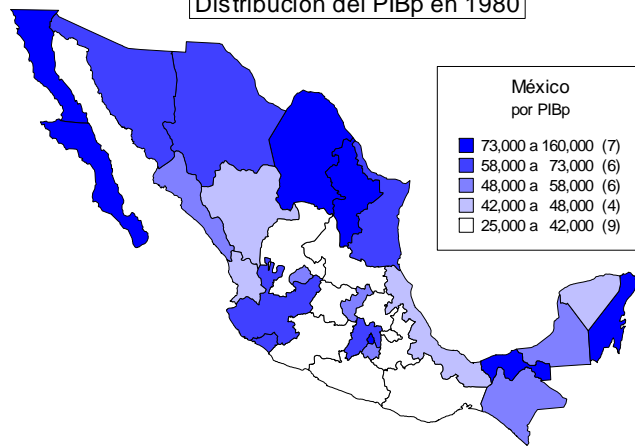 Distribución del PIBp en 1980
México
por PIBp
73,000 a 160,000 (7)
58,000 a 73,000 (6)
48,000 a 58,000 (6)
42,000 a 48,000 (4)
25,000 a 42,000 (9)